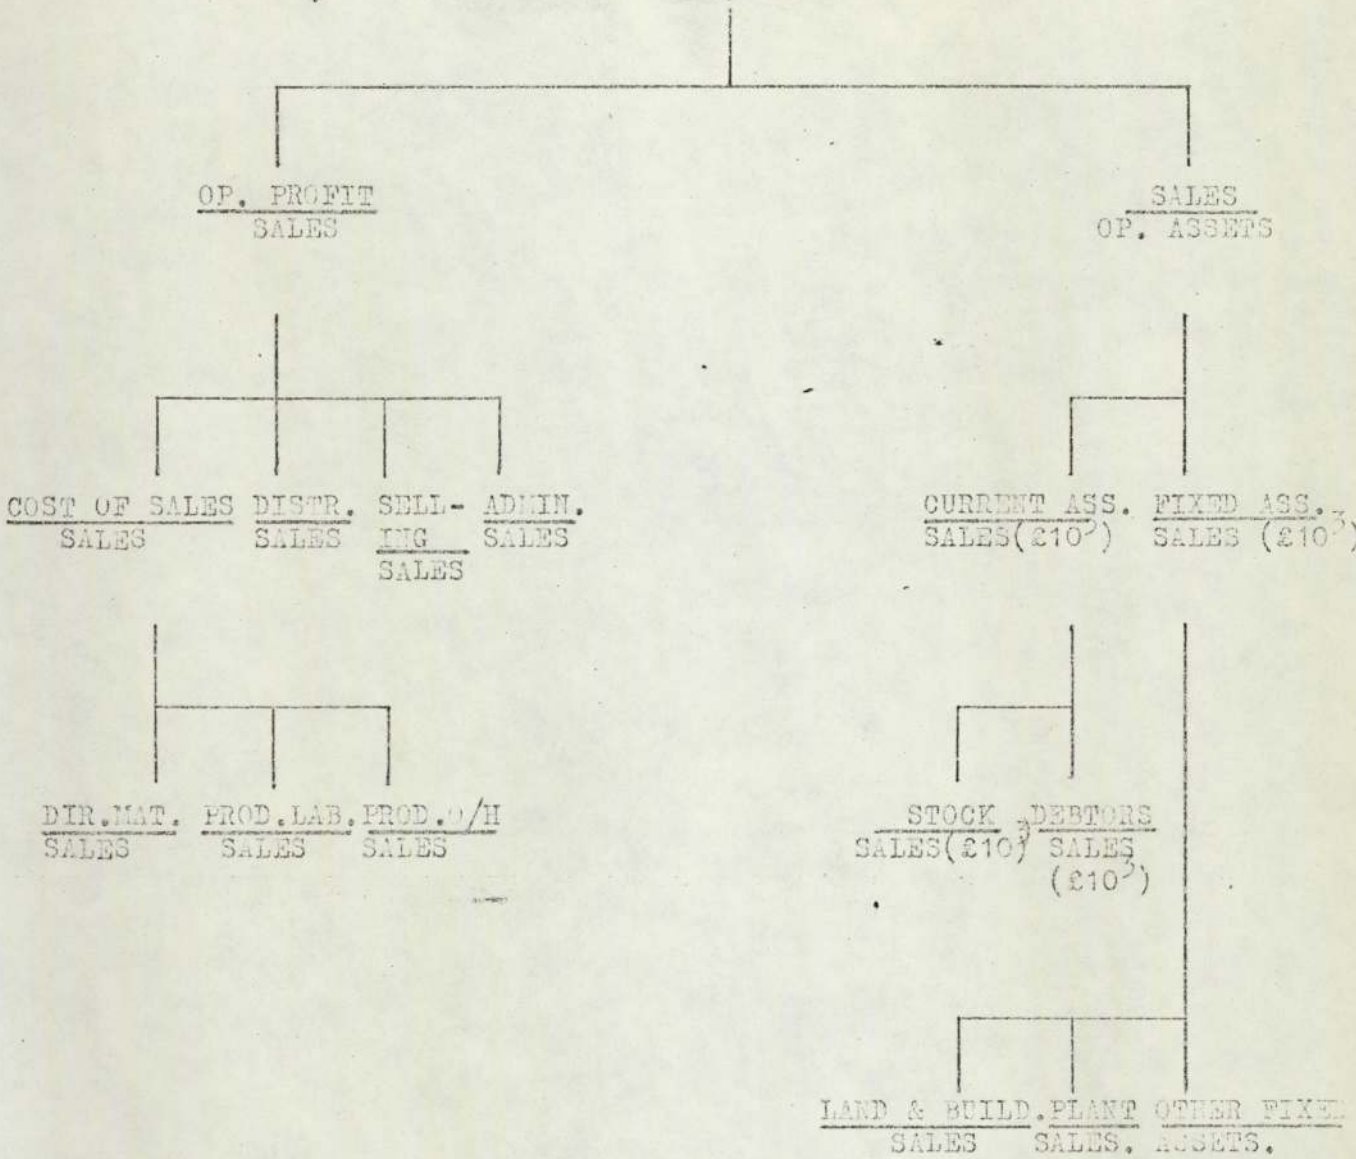 OP. PROFIT
SALES
SALES
OP. ASSETS
COST OF SALES
SALES
DISTR.
SALES
SELL-
ING
SALES
ADMIN.
SALES
CURRENT ASS.
SALES(£10³)
FIXED ASS.
SALES (£10³)
DIR.MAT.
SALES
PROD.LAB.
SALES
PROD.O/H
SALES
STOCK
SALES(£10³)
DEBTORS
SALES
(£10³)
LAND & BUILD.
SALES
PLANT
SALES.
OTHER FIXED
ASSETS.